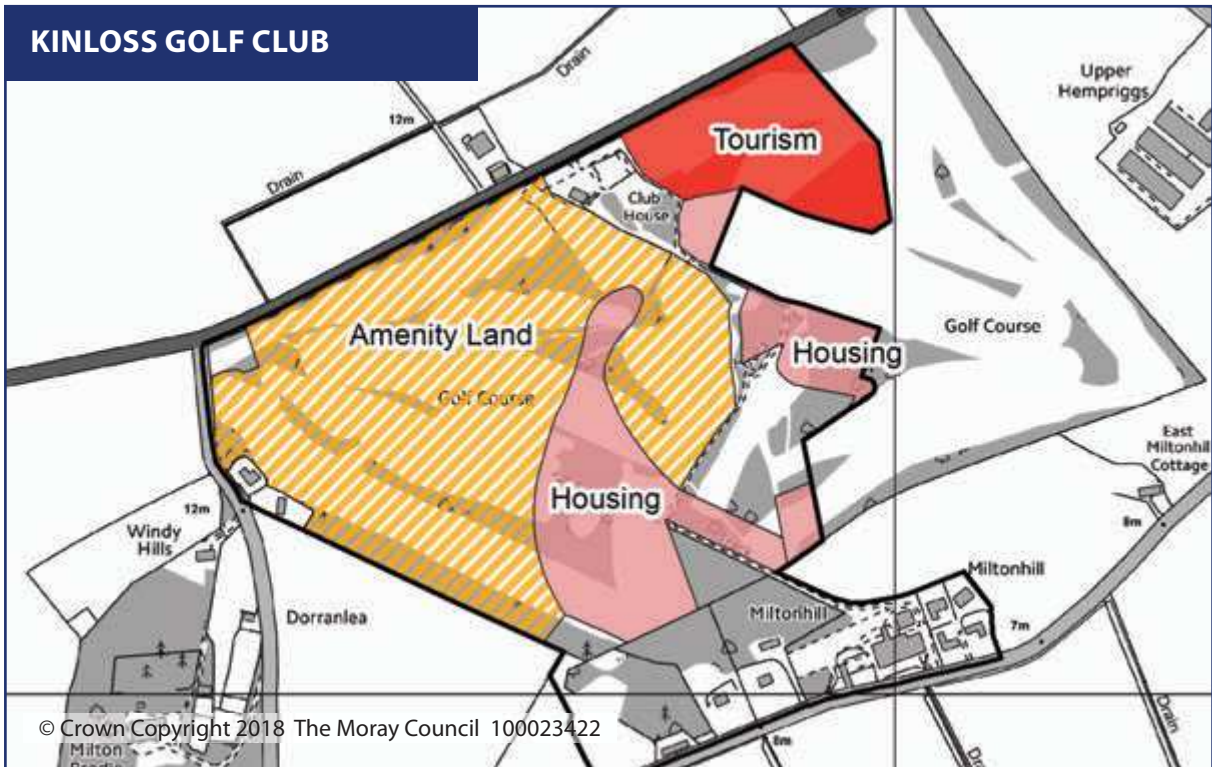 KINLOSS GOLF CLUB
Drain
12m
Upper
Hempriggs
Tourism
Drain
Club
House
Amenity Land
Golf Course
Housing
Golf Course
East
Miltonhill
Cottage
Housing
12m
Windy
Hills
8m
Miltonhill
Dorranlea
Miltonhill
7m
© Crown Copyright 2018 The Moray Council 100023422
Drain
8m
Milton